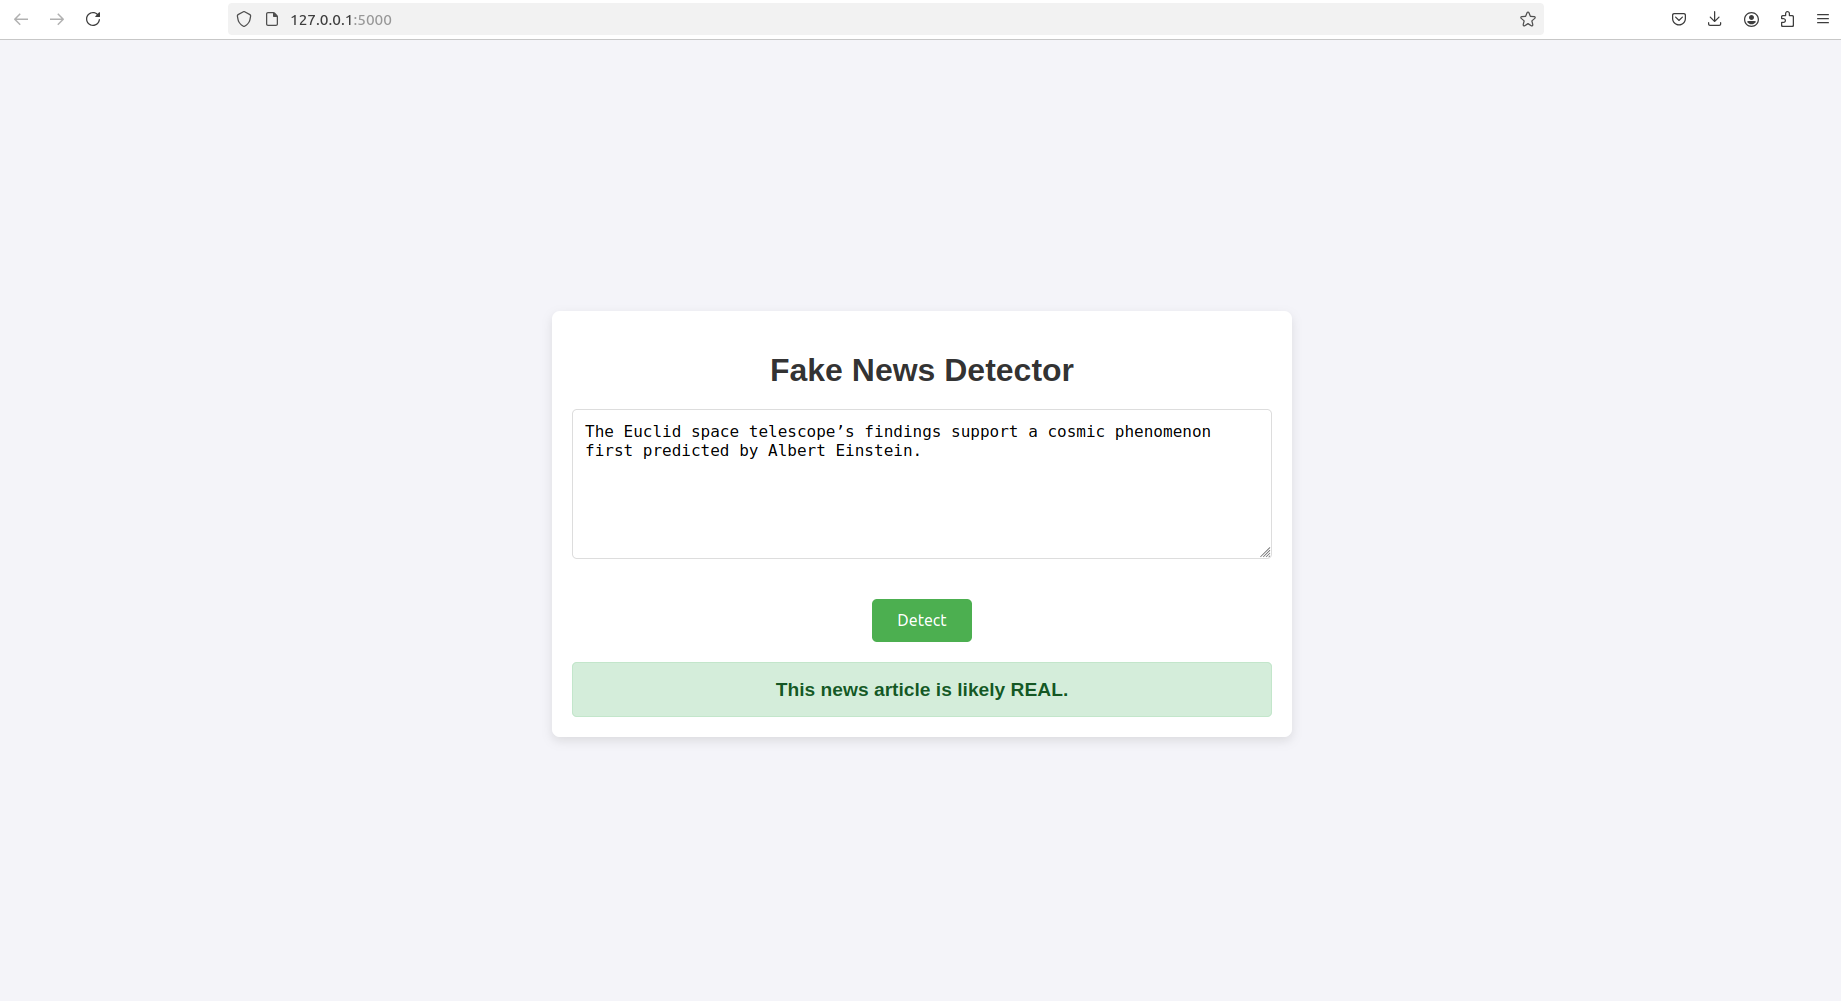 127.0.0.1:5000
Fake News Detector
The Euclid space telescope’s findings support a cosmic phenomenon
first predicted by Albert Einstein.
Detect
This news article is likely REAL.